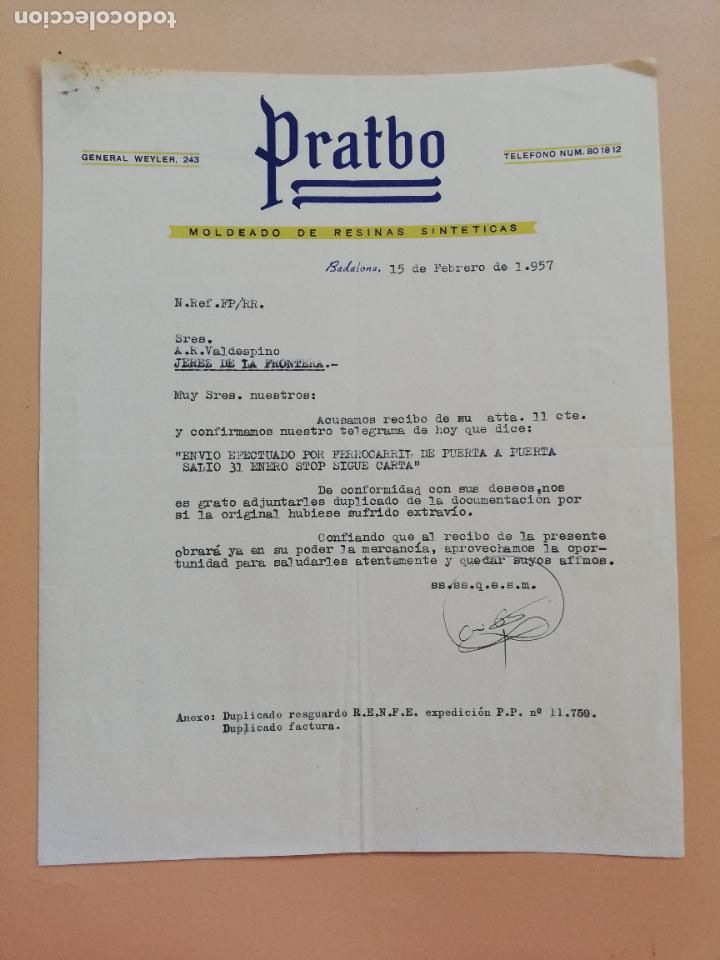 todocoleccion
Pratbo
GENERAL WEYLER, 243
TELEFONO NUM. 80 18 12
MOLDEADO DE RESINAS SINTETICAS
Badalona, 15 de Febrero de 1.957
N.Ref.FP/RR.
Sres.
A.R.Valdespino
JEREZ DE LA FRONTERA.-
Muy Sres. nuestros:
Acusamos recibo de su atta. 11 cte.
y confirmamos nuestro telegrama de hoy que dice:
"ENVIO EFECTUADO POR FERROCARRIL DE PUERTA A PUERTA
SALIO 31 ENERO STOP SIGUE CARTA"
De conformidad con sus deseos,nos
es grato adjuntarles duplicado de la documentación por
si la original hubiese sufrido extravío.
Confiando que al recibo de la presente
obrará ya en su poder la mercancía, aprovechamos la opor-
tunidad para saludarles atentamente y quedar suyos affmos.
ss.ss.q.e.s.m.
Anexo: Duplicado resguardo R.E.N.F.E. expedición P.P. nº 11.759.
Duplicado factura.